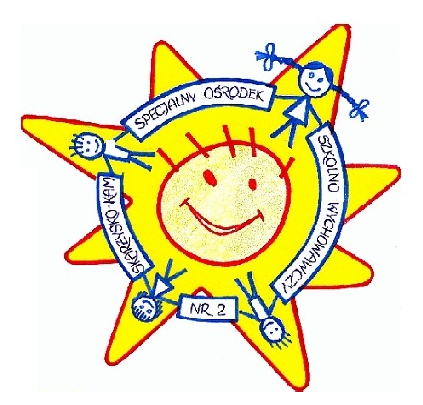 SPECJALNY OŚRODEK
SZKOLNO WYCHOWAWCZY
NR 2
SKARŻYSKO-KAM